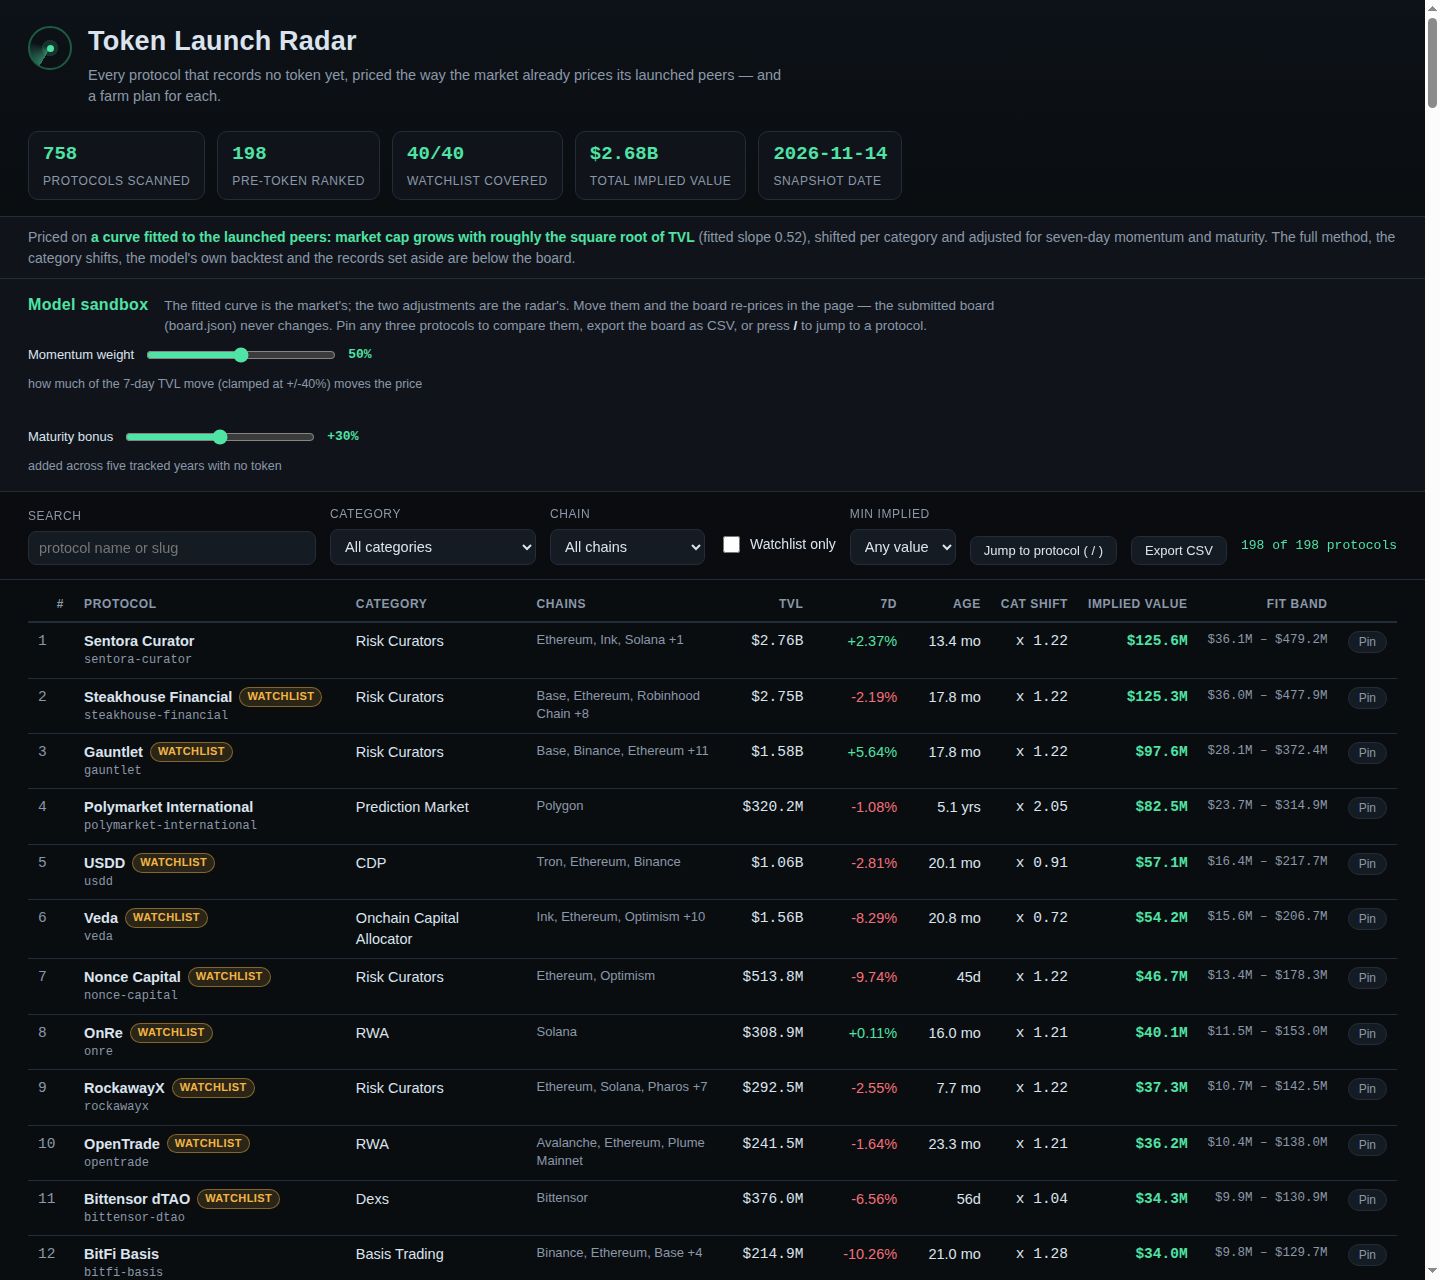 Token Launch Radar
Every protocol that records no token yet, priced the way the market already prices its launched peers — and
a farm plan for each.
758
PROTOCOLS SCANNED
198
PRE-TOKEN RANKED
40/40
WATCHLIST COVERED
$2.68B
TOTAL IMPLIED VALUE
2026-11-14
SNAPSHOT DATE
Priced on a curve fitted to the launched peers: market cap grows with roughly the square root of TVL (fitted slope 0.52), shifted per category and adjusted for seven-day momentum and maturity. The full method, the
category shifts, the model's own backtest and the records set aside are below the board.
Model sandbox
The fitted curve is the market's; the two adjustments are the radar's. Move them and the board re-prices in the page — the submitted board
(board.json) never changes. Pin any three protocols to compare them, export the board as CSV, or press / to jump to a protocol.
Momentum weight 50%
how much of the 7-day TVL move (clamped at +/-40%) moves the price
Maturity bonus +30%
added across five tracked years with no token
SEARCH
protocol name or slug
CATEGORY
All categories
CHAIN
All chains
Watchlist only
MIN IMPLIED
Any value
Jump to protocol ( / )
Export CSV
198 of 198 protocols
# PROTOCOL CATEGORY CHAINS TVL 7D AGE CAT SHIFT IMPLIED VALUE FIT BAND
1 Sentora Curator Risk Curators Ethereum, Ink, Solana +1 $2.76B +2.37% 13.4 mo x 1.22 $125.6M $36.1M – $479.2M Pin
sentora-curator
2 Steakhouse Financial WATCHLIST Risk Curators Base, Ethereum, Robinhood $2.75B -2.19% 17.8 mo x 1.22 $125.3M $36.0M – $477.9M Pin
steakhouse-financial Chain +8
3 Gauntlet WATCHLIST Risk Curators Base, Binance, Ethereum +11 $1.58B +5.64% 17.8 mo x 1.22 $97.6M $28.1M – $372.4M Pin
gauntlet
4 Polymarket International Prediction Market Polygon $320.2M -1.08% 5.1 yrs x 2.05 $82.5M $23.7M – $314.9M Pin
polymarket-international
5 USDD WATCHLIST CDP Tron, Ethereum, Binance $1.06B -2.81% 20.1 mo x 0.91 $57.1M $16.4M – $217.7M Pin
usdd
6 Veda WATCHLIST Onchain Capital Ink, Ethereum, Optimism +10 $1.56B -8.29% 20.8 mo x 0.72 $54.2M $15.6M – $206.7M Pin
veda Allocator
7 Nonce Capital WATCHLIST Risk Curators Ethereum, Optimism $513.8M -9.74% 45d x 1.22 $46.7M $13.4M – $178.3M Pin
nonce-capital
8 OnRe WATCHLIST RWA Solana $308.9M +0.11% 16.0 mo x 1.21 $40.1M $11.5M – $153.0M Pin
onre
9 RockawayX WATCHLIST Risk Curators Ethereum, Solana, Pharos +7 $292.5M -2.55% 7.7 mo x 1.22 $37.3M $10.7M – $142.5M Pin
rockawayx
10 OpenTrade WATCHLIST RWA Avalanche, Ethereum, Plume $241.5M -1.64% 23.3 mo x 1.21 $36.2M $10.4M – $138.0M Pin
opentrade Mainnet
11 Bittensor dTAO WATCHLIST Dexs Bittensor $376.0M -6.56% 56d x 1.04 $34.3M $9.9M – $130.9M Pin
bittensor-dtao
12 BitFi Basis Basis Trading Binance, Ethereum, Base +4 $214.9M -10.26% 21.0 mo x 1.28 $34.0M $9.8M – $129.7M Pin
bitfi-basis